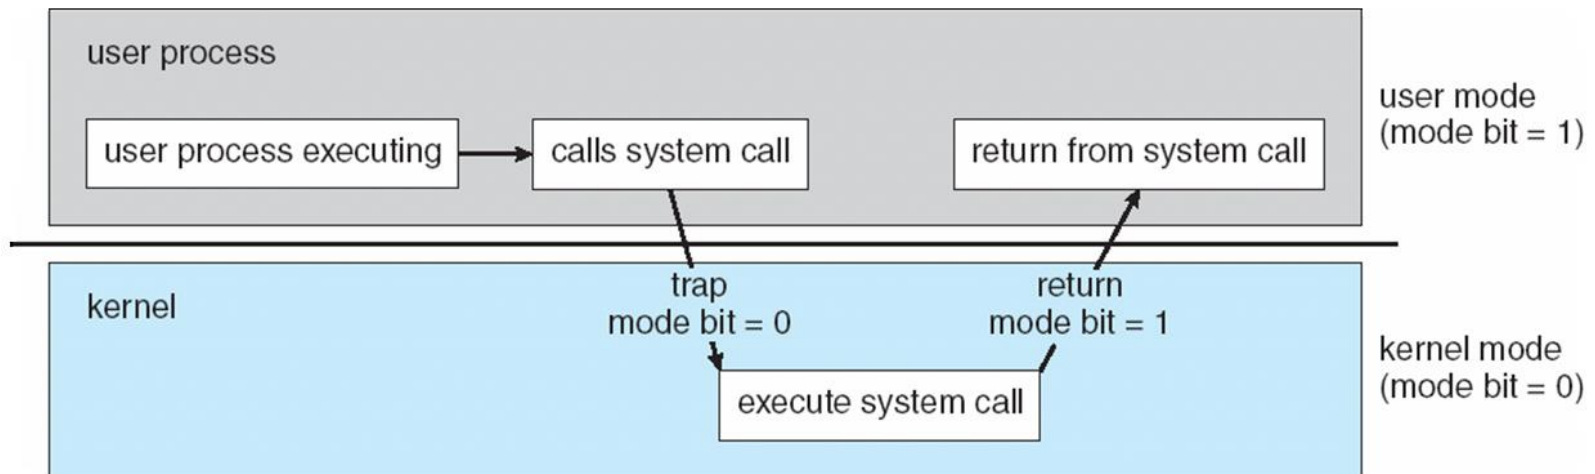 user process
user process executing
calls system call
return from system call
user mode
(mode bit = 1)
kernel
trap
mode bit = 0
return
mode bit = 1
execute system call
kernel mode
(mode bit = 0)